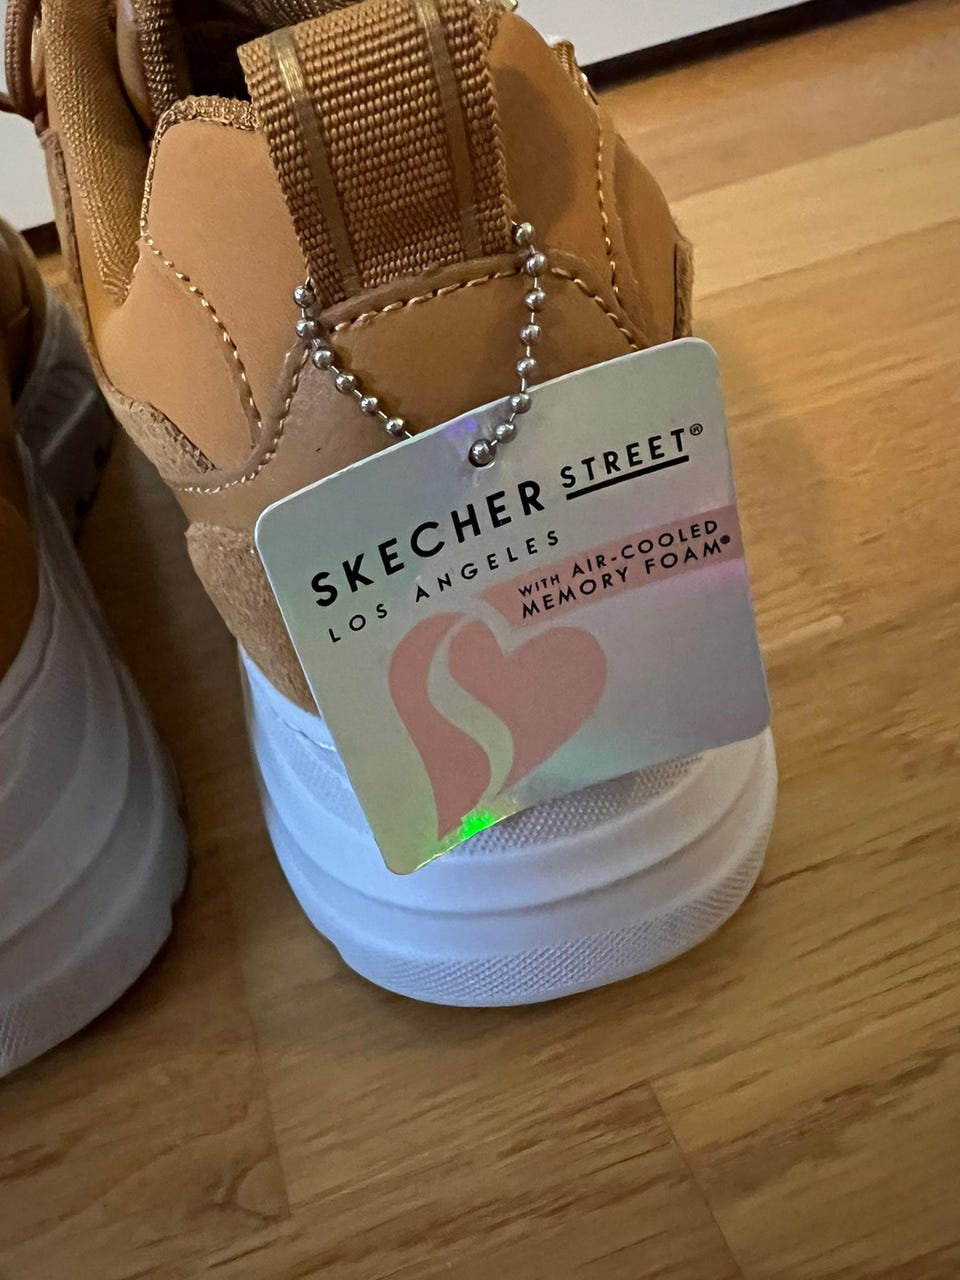 SKECHER STREET®
LOS ANGELES
WITH AIR-COOLED
MEMORY FOAM®